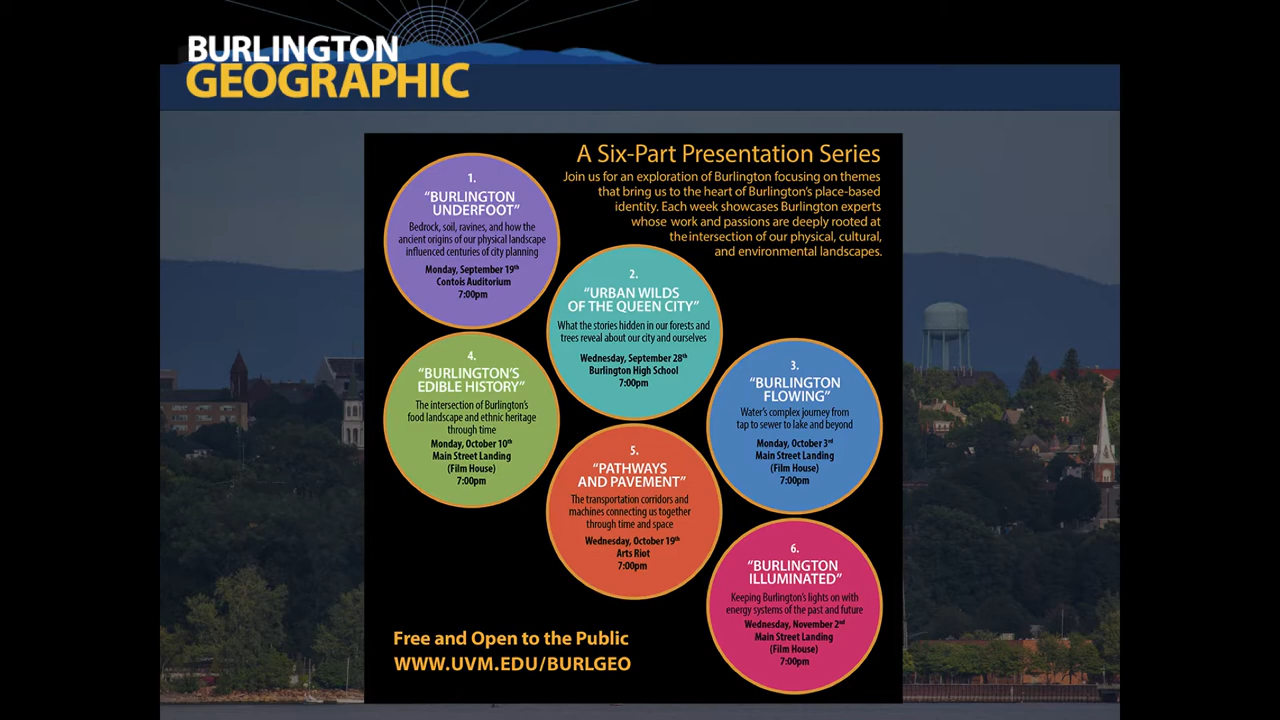 BURLINGTON
GEOGRAPHIC
A Six-Part Presentation Series
Join us for an exploration of Burlington focusing on themes
that bring us to the heart of Burlington's place-based
identity. Each week showcases Burlington experts
whose work and passions are deeply rooted at
the intersection of our physical, cultural,
and environmental landscapes.
1.
"BURLINGTON
UNDERFOOT"
Bedrock, soil, ravines, and how the
ancient origins of our physical landscape
influenced centuries of city planning
Monday, September 19th
Contois Auditorium
7:00pm
2.
"URBAN WILDS
OF THE QUEEN CITY"
What the stories hidden in our forests and
trees reveal about our city and ourselves
Wednesday, September 28th
Burlington High School
7:00pm
3.
"BURLINGTON
FLOWING"
Water's complex journey from
tap to sewer to lake and beyond
Monday, October 3rd
Main Street Landing
(Film House)
7:00pm
4.
"BURLINGTON'S
EDIBLE HISTORY"
The intersection of Burlington's
food landscape and ethnic heritage
through time
Monday, October 10th
Main Street Landing
(Film House)
7:00pm
5.
"PATHWAYS
AND PAVEMENT"
The transportation corridors and
machines connecting us together
through time and space
Wednesday, October 19th
Arts Riot
7:00pm
6.
"BURLINGTON
ILLUMINATED"
Keeping Burlington's lights on with
energy systems of the past and future
Wednesday, November 2nd
Main Street Landing
(Film House)
7:00pm
Free and Open to the Public
WWW.UVM.EDU/BURLGEO